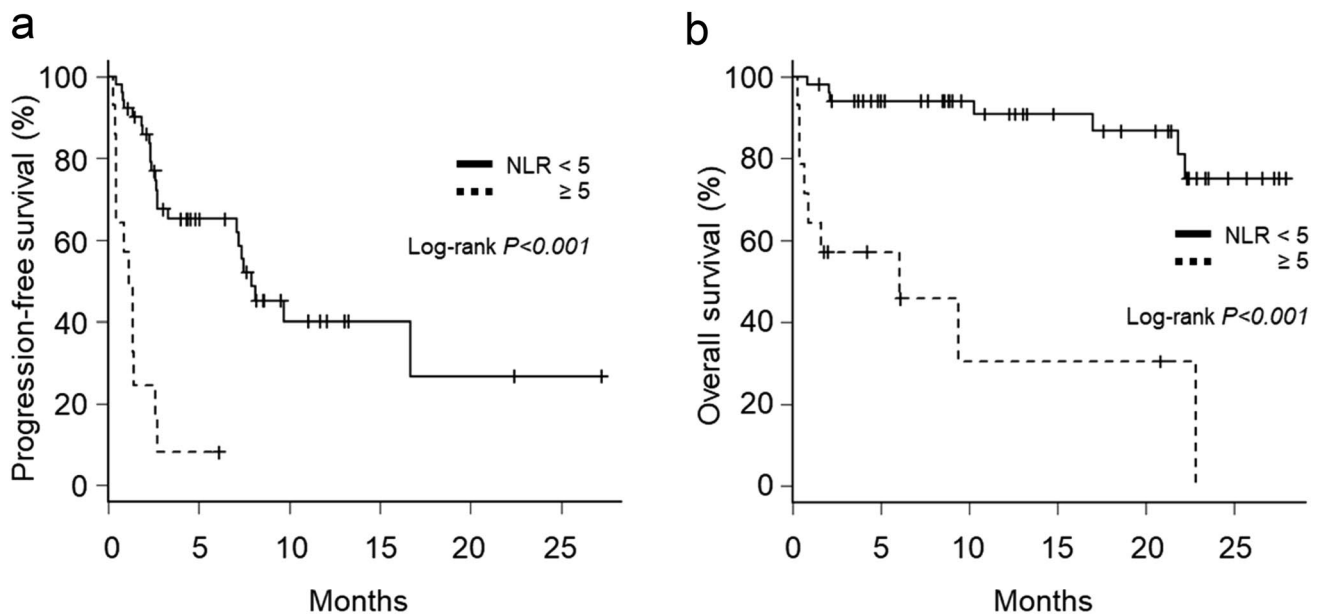 a
Progression-free survival (%)
100
80
60
40
20
0
NLR < 5
≥ 5
Log-rank P<0.001
0 5 10 15 20 25
Months
b
Overall survival (%)
100
80
60
40
20
0
NLR < 5
≥ 5
Log-rank P<0.001
0 5 10 15 20 25
Months